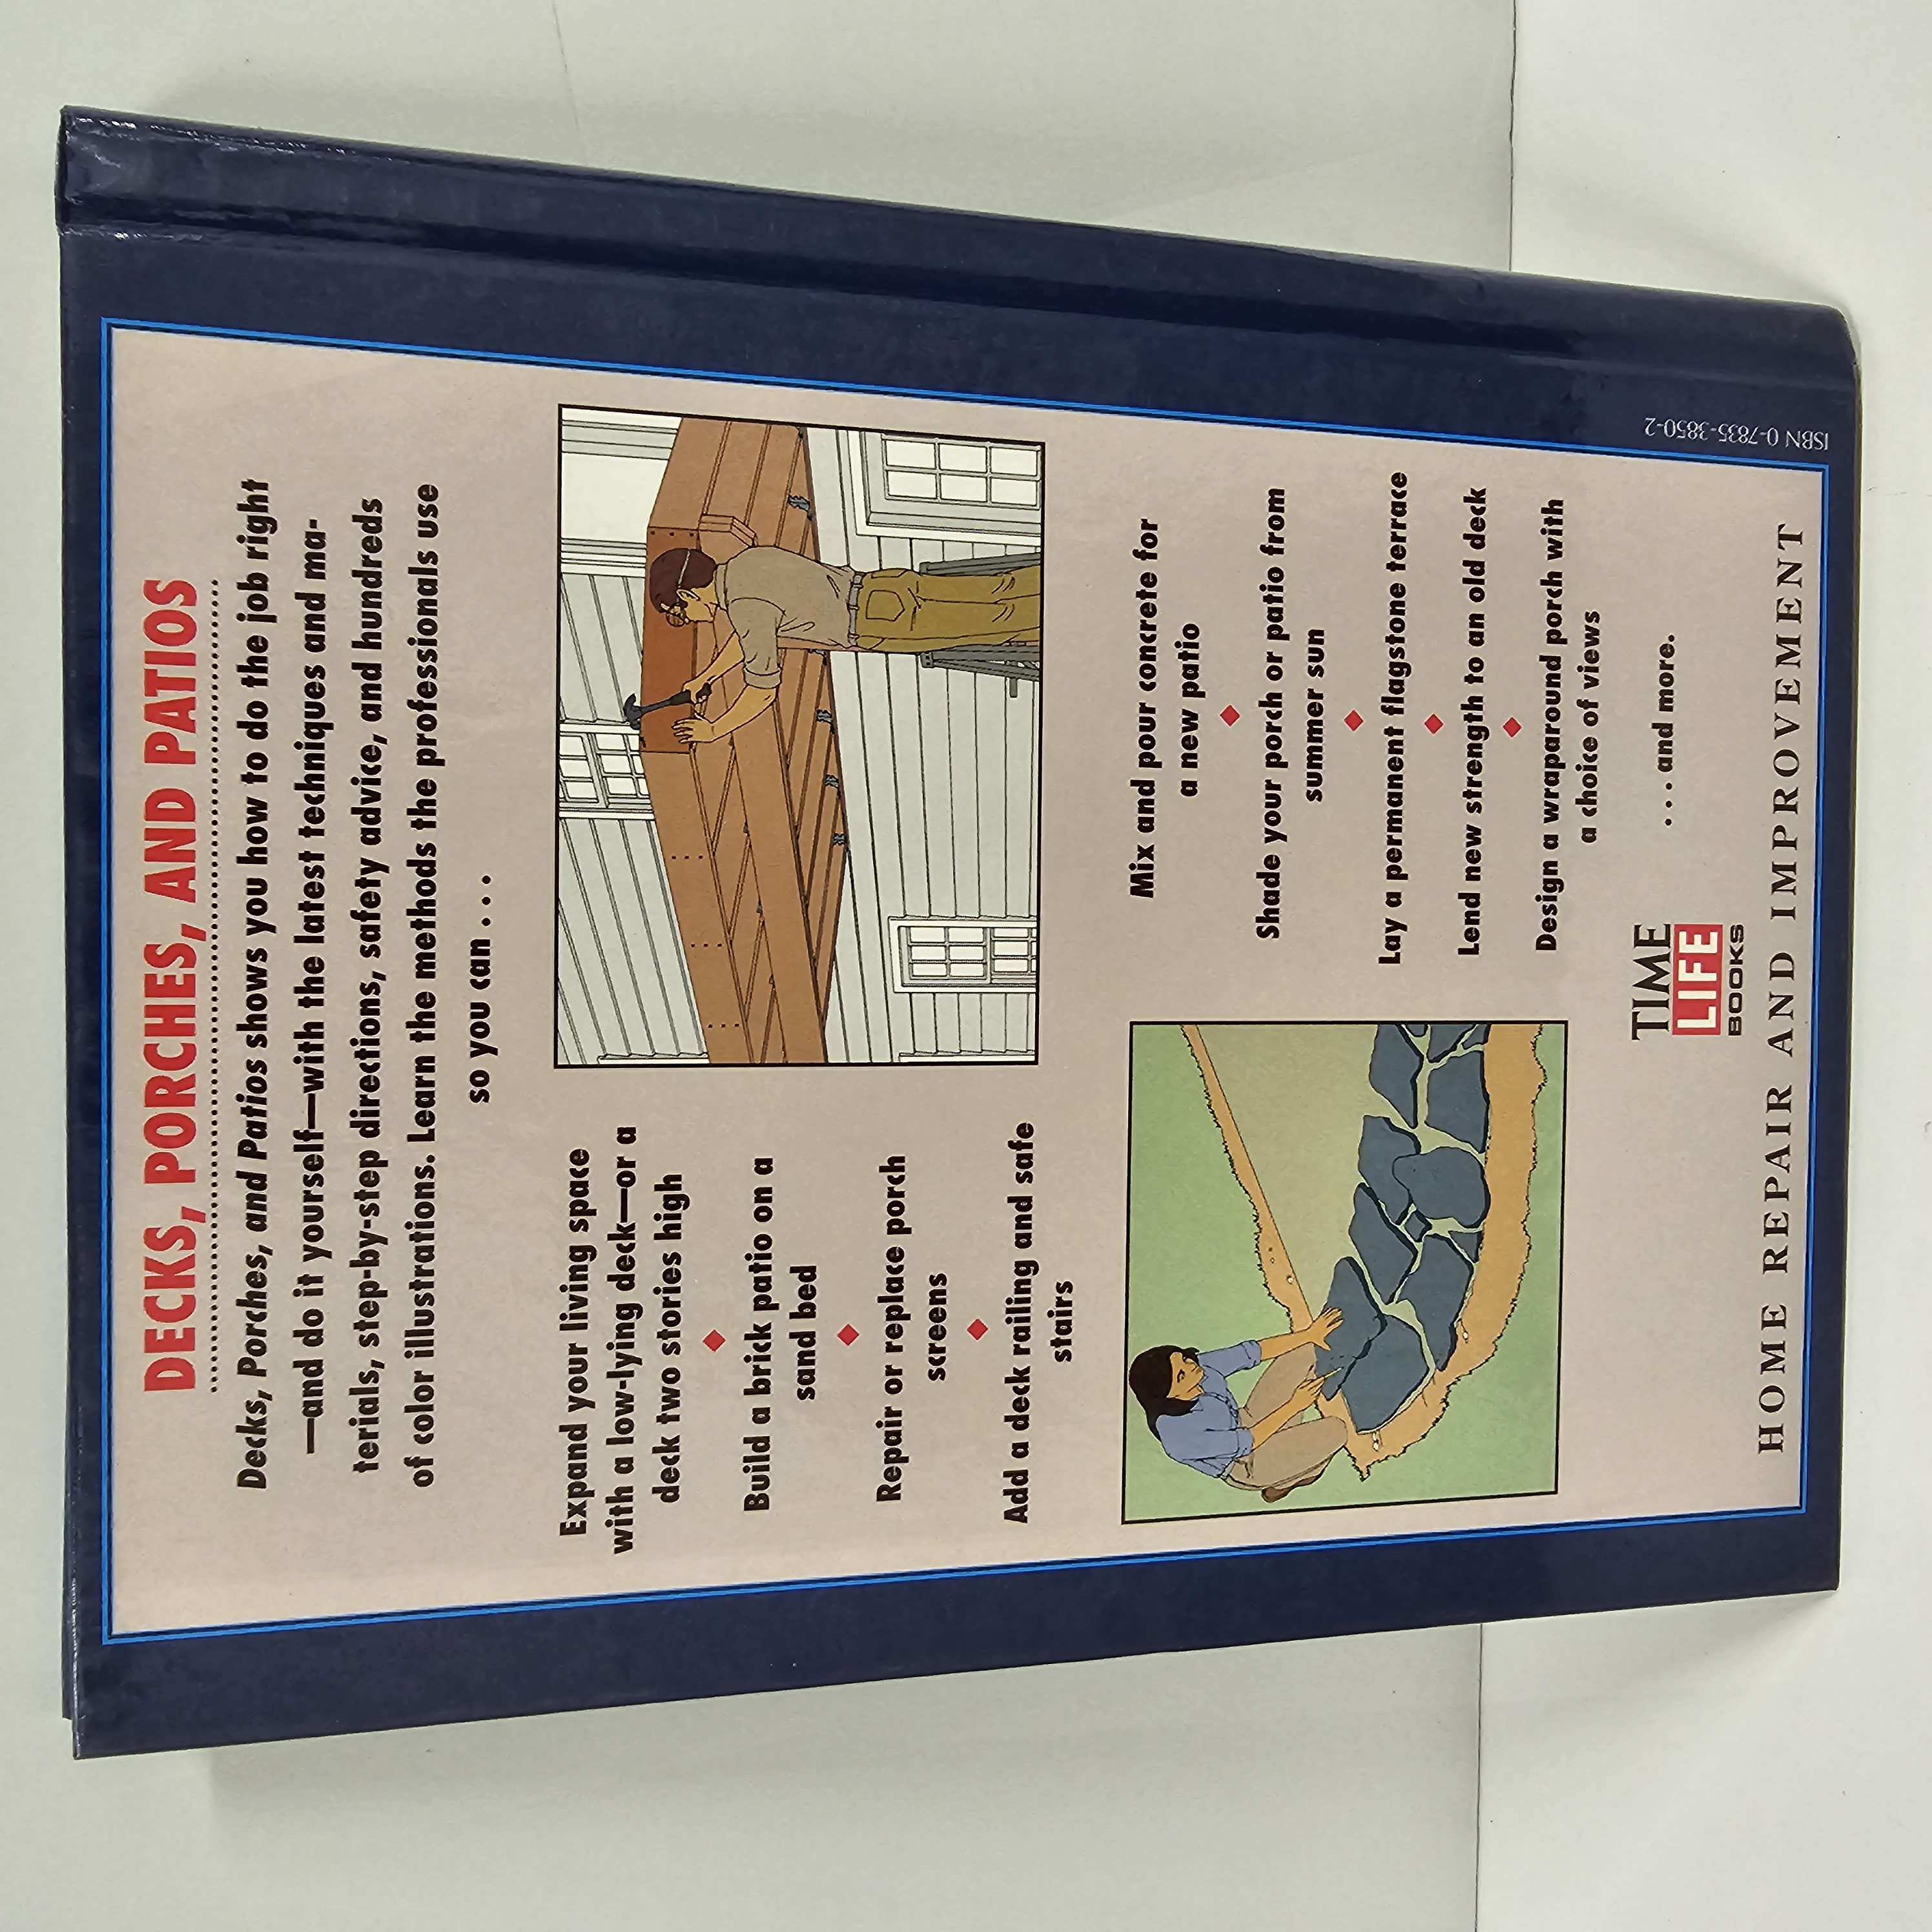 DECKS, PORCHES, AND PATIOS
Decks, Porches, and Patios shows you how to do the job right
—and do it yourself—with the latest techniques and ma-
terials, step-by-step directions, safety advice, and hundreds
of color illustrations. Learn the methods the professionals use
so you can . . .
Expand your living space
with a low-lying deck—or a
deck two stories high
Build a brick patio on a
sand bed
Repair or replace porch
screens
Add a deck railing and safe
stairs
Mix and pour concrete for
a new patio
Shade your porch or patio from
summer sun
Lay a permanent flagstone terrace
Lend new strength to an old deck
Design a wraparound porch with
a choice of views
. . . and more.
TIME
LIFE
BOOKS
HOME REPAIR AND IMPROVEMENT
ISBN 0-7835-3850-2